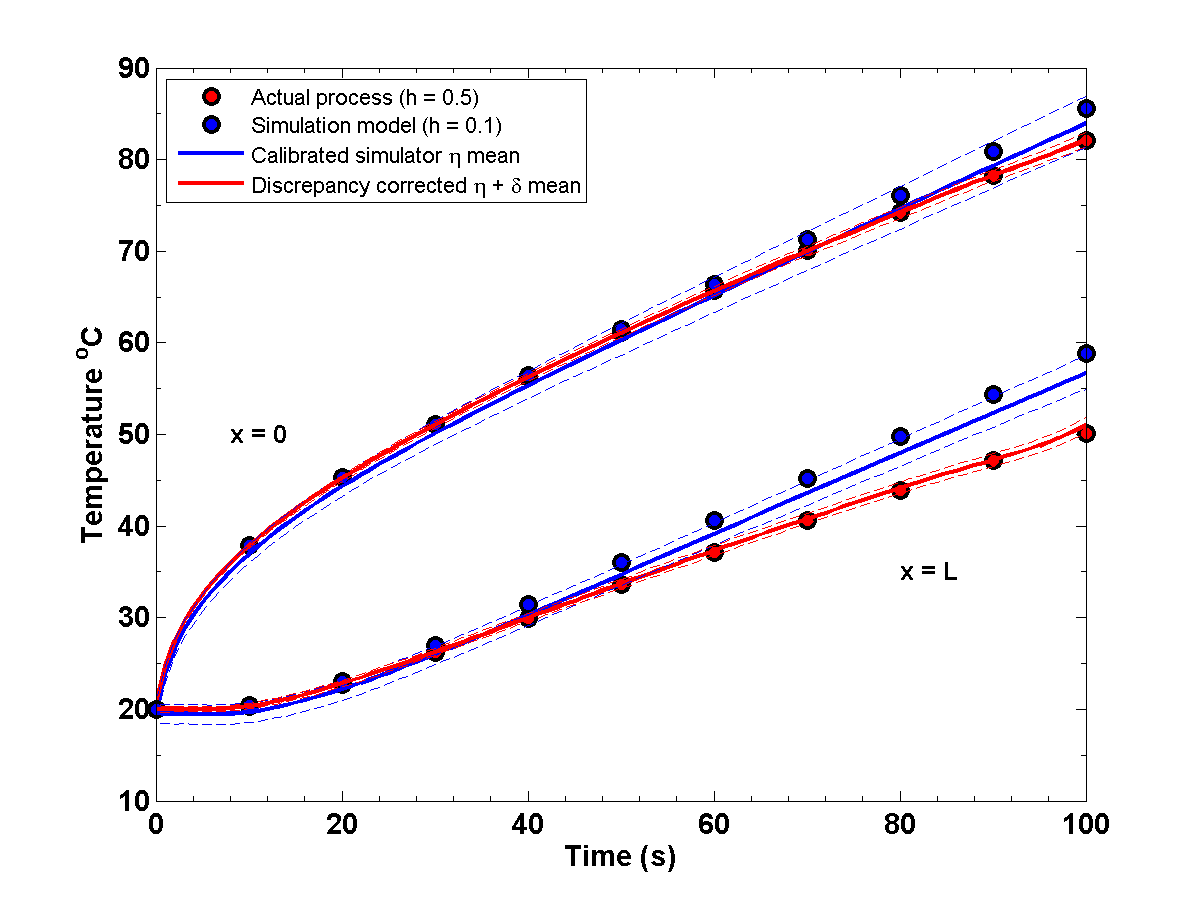 90
80
70
60
50
40
30
20
10
Temperature ᵒC
Actual process (h = 0.5)
Simulation model (h = 0.1)
Calibrated simulator η mean
Discrepancy corrected η + δ mean
x = 0
x = L
0 20 40 60 80 100
Time (s)